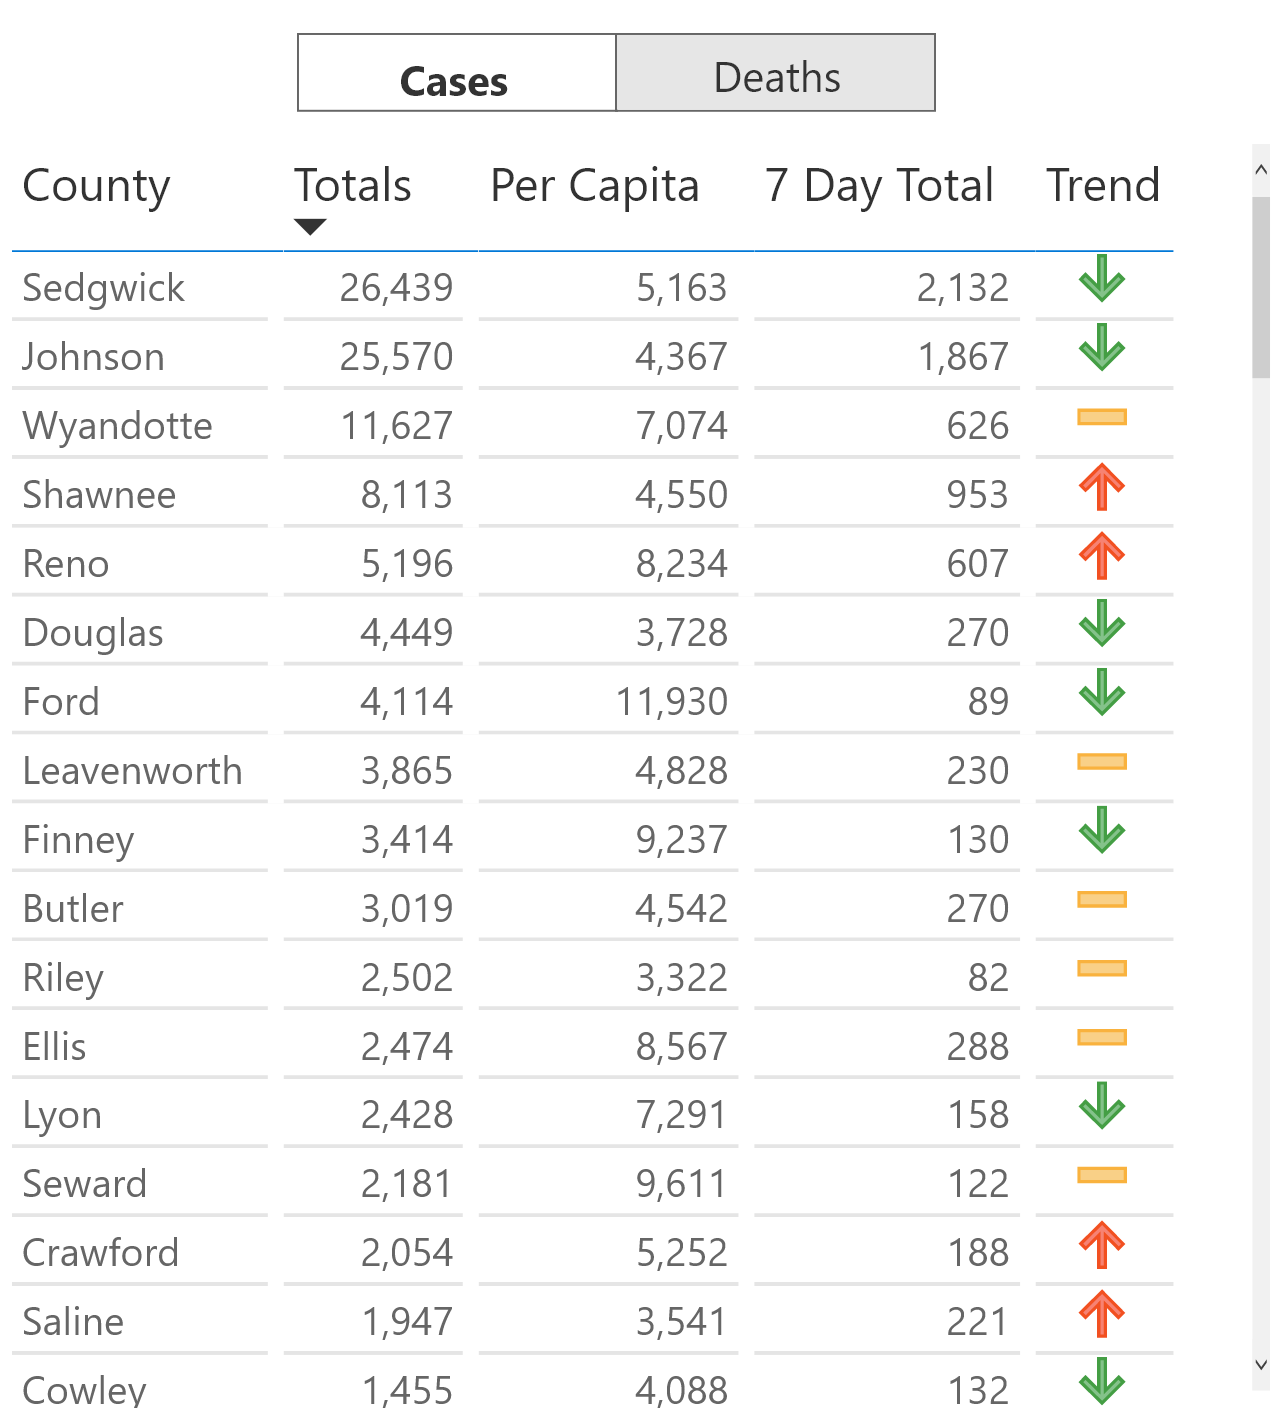 Cases Deaths
County Totals Per Capita 7 Day Total Trend
Sedgwick 26,439 5,163 2,132
Johnson 25,570 4,367 1,867
Wyandotte 11,627 7,074 626
Shawnee 8,113 4,550 953
Reno 5,196 8,234 607
Douglas 4,449 3,728 270
Ford 4,114 11,930 89
Leavenworth 3,865 4,828 230
Finney 3,414 9,237 130
Butler 3,019 4,542 270
Riley 2,502 3,322 82
Ellis 2,474 8,567 288
Lyon 2,428 7,291 158
Seward 2,181 9,611 122
Crawford 2,054 5,252 188
Saline 1,947 3,541 221
Cowley 1,455 4,088 132